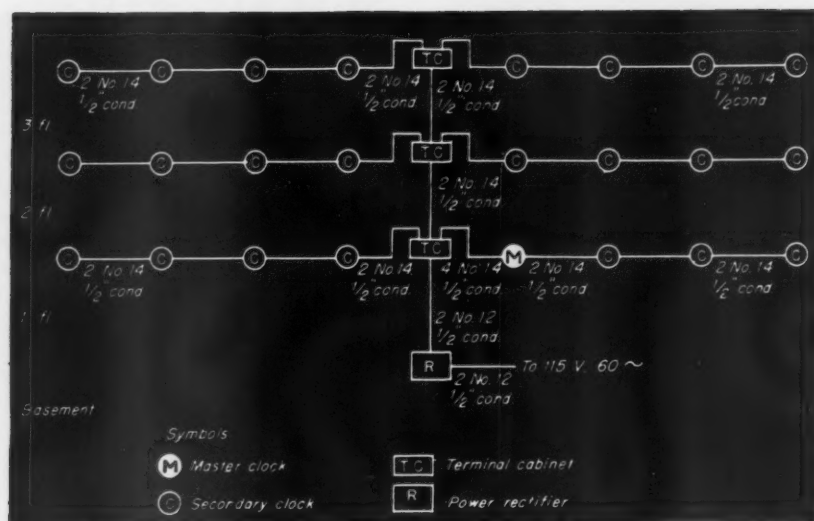 TC
C C C C C C C C
2 No. 14 2 No. 14 2 No. 14 2 No. 14
1/2" cond 1/2" cond 1/2" cond. 1/2" cond
3 fl
TC
C C C C C C C C
2 No. 14
1/2" cond.
2 fl
TC
C C C C M C C C
2 No. 14 2 No. 14 4 No. 14 2 No. 14 2 No. 14
1/2" cond. 1/2" cond. 1/2" cond. 1/2" cond. 1/2" cond.
1 fl
2 No. 12
1/2" cond.
R To 115 V. 60 ~
2 No. 12
1/2" cond.
Basement
Symbols
M Master clock TC Terminal cabinet
C Secondary clock R Power rectifier